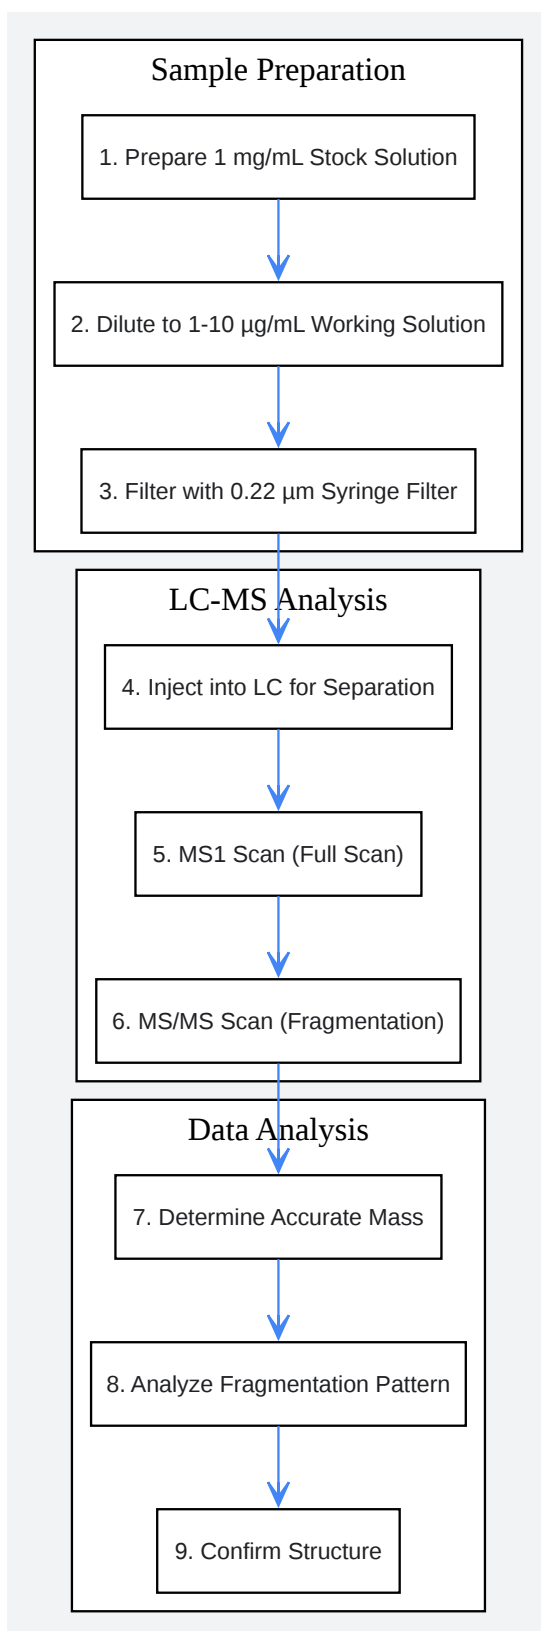 Sample Preparation
1. Prepare 1 mg/mL Stock Solution
2. Dilute to 1-10 µg/mL Working Solution
3. Filter with 0.22 µm Syringe Filter
LC-MS Analysis
4. Inject into LC for Separation
5. MS1 Scan (Full Scan)
6. MS/MS Scan (Fragmentation)
Data Analysis
7. Determine Accurate Mass
8. Analyze Fragmentation Pattern
9. Confirm Structure